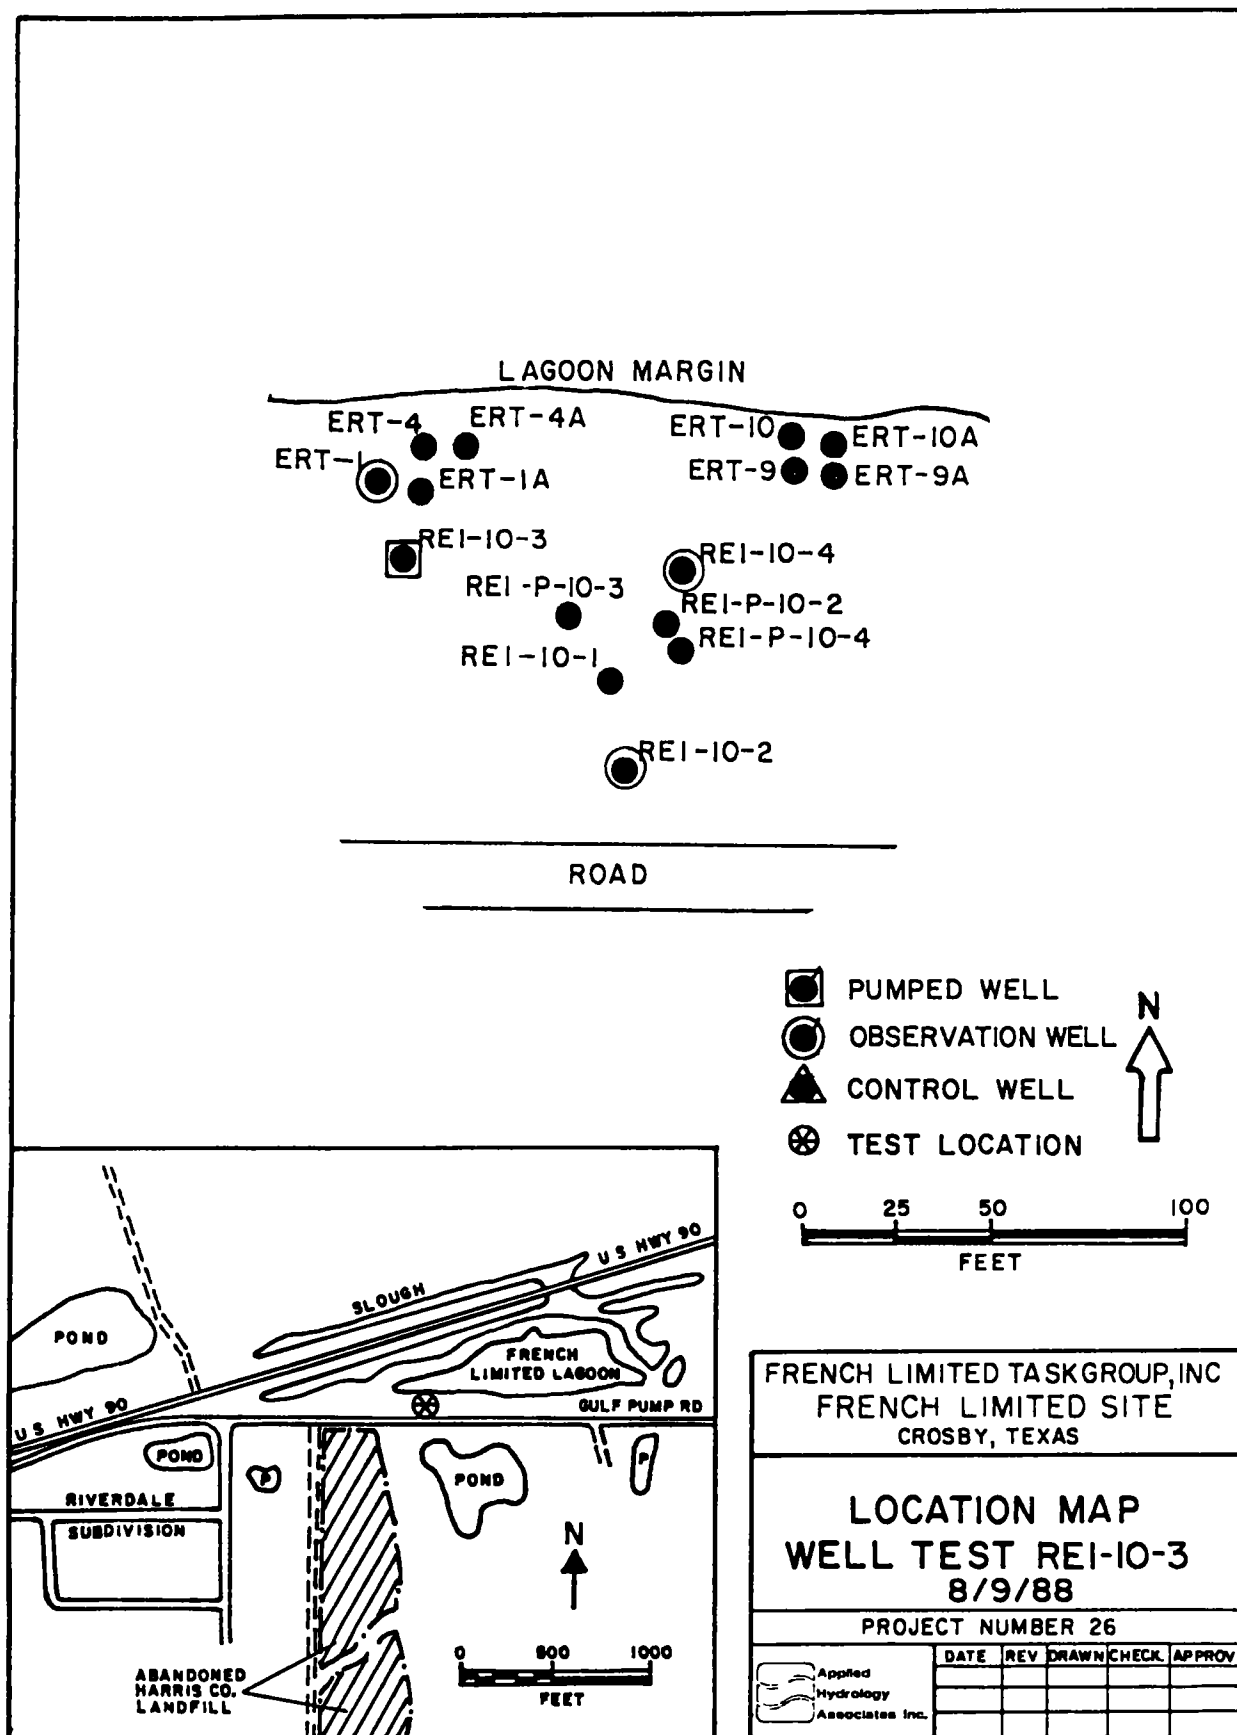 LAGOON MARGIN
ERT-4
ERT-4A
ERT-10
ERT-10A
ERT-1
ERT-1A
ERT-9
ERT-9A
REI-10-3
REI-10-4
REI-P-10-3
REI-P-10-2
REI-P-10-4
REI-10-1
REI-10-2
ROAD
PUMPED WELL
OBSERVATION WELL
CONTROL WELL
TEST LOCATION
N
0 25 50 100
FEET
U S HWY 90
SLOUGH
POND
FRENCH
LIMITED LAGOON
U S HWY 90
GULF PUMP RD
POND
P
POND
P
RIVERDALE
SUBDIVISION
N
0 500 1000
FEET
ABANDONED
HARRIS CO.
LANDFILL
FRENCH LIMITED TASKGROUP, INC
FRENCH LIMITED SITE
CROSBY, TEXAS
LOCATION MAP
WELL TEST REI-10-3
8/9/88
PROJECT NUMBER 26
Applied
Hydrology
Associates Inc.
DATE REV DRAWN CHECK. APPROV